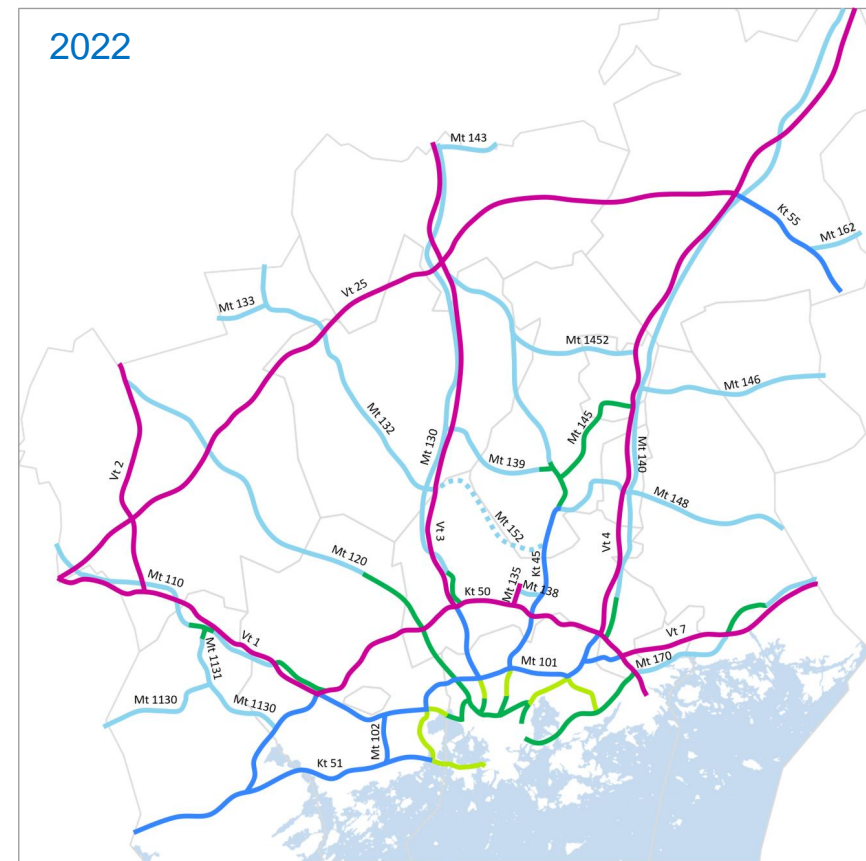 2022
Mt 143
Kt 55
Mt 162
Vt 25
Mt 133
Mt 1452
Mt 146
Mt 132
Mt 145
Mt 130
Mt 140
Mt 139
Vt 2
Mt 148
Mt 152
Vt 3
Vt 4
Kt 45
Mt 120
Mt 110
Kt 50
Mt 135
Mt 138
Vt 7
Vt 1
Mt 1131
Mt 101
Mt 170
Mt 1130
Mt 1130
Mt 102
Kt 51